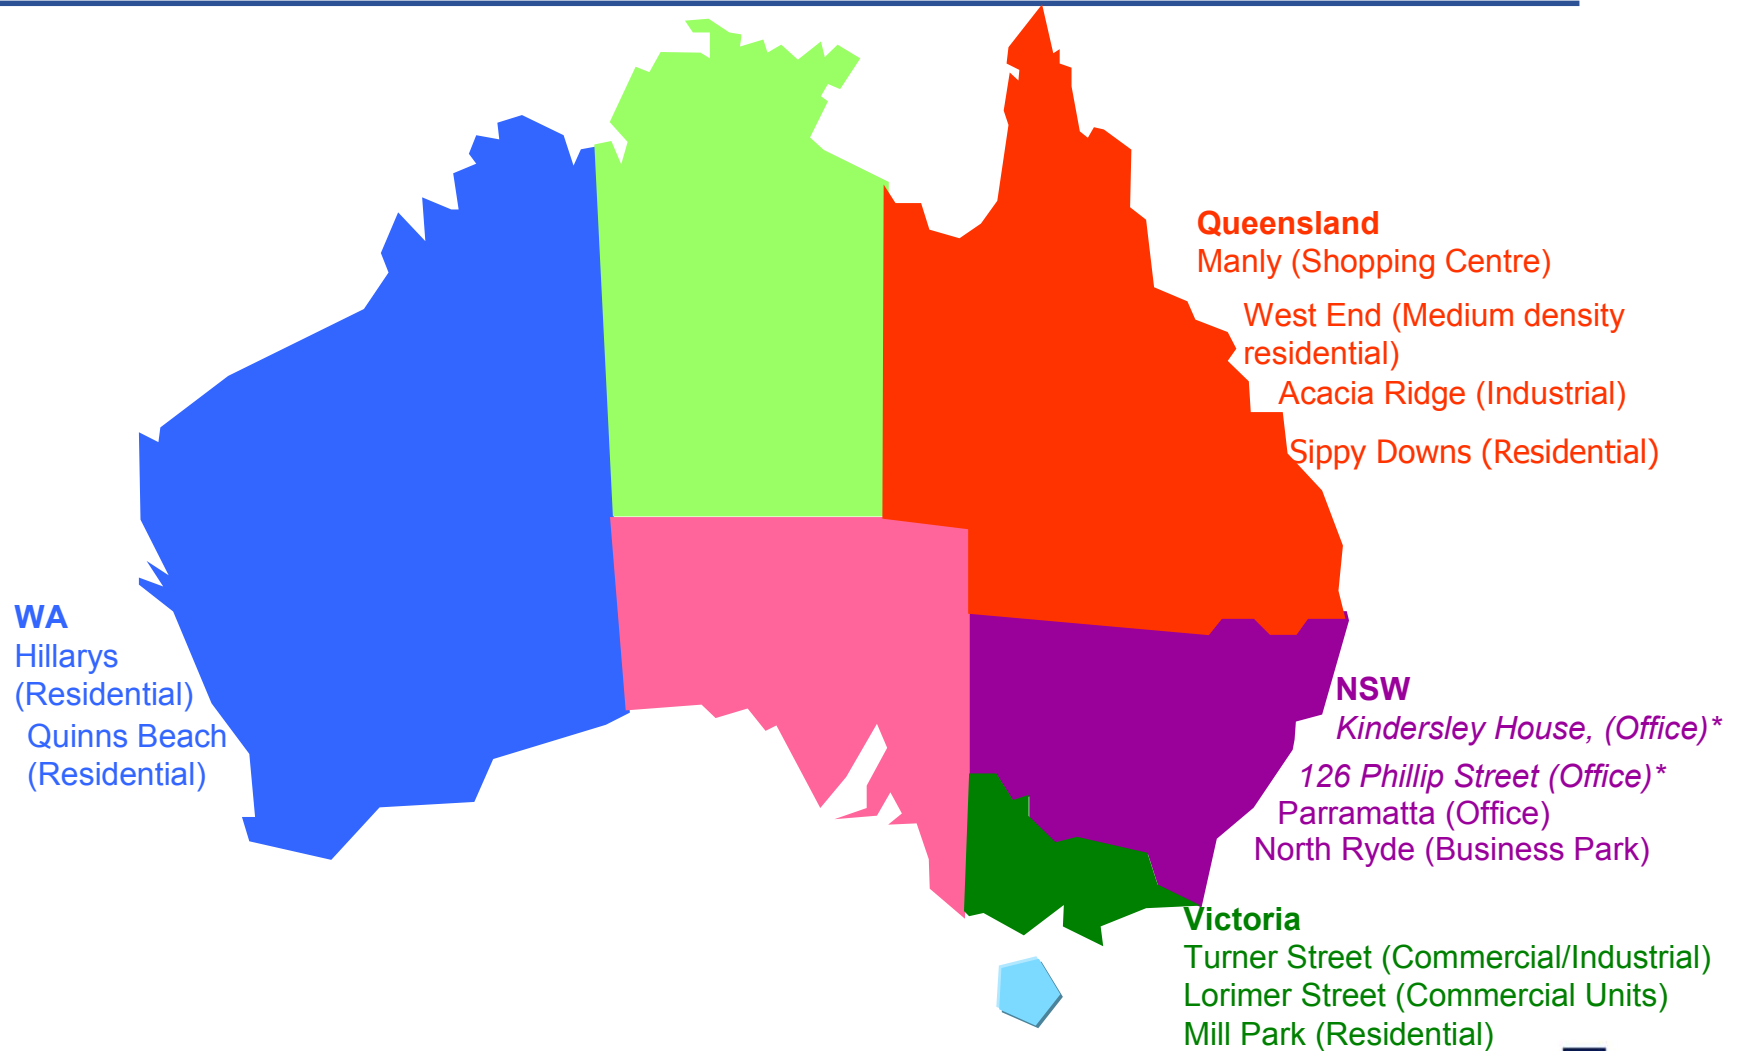 Queensland
Manly (Shopping Centre)
West End (Medium density
residential)
Acacia Ridge (Industrial)
Sippy Downs (Residential)
WA
Hillarys
(Residential)
Quinns Beach
(Residential)
NSW
Kindersley House, (Office)*
126 Phillip Street (Office)*
Parramatta (Office)
North Ryde (Business Park)
Victoria
Turner Street (Commercial/Industrial)
Lorimer Street (Commercial Units)
Mill Park (Residential)